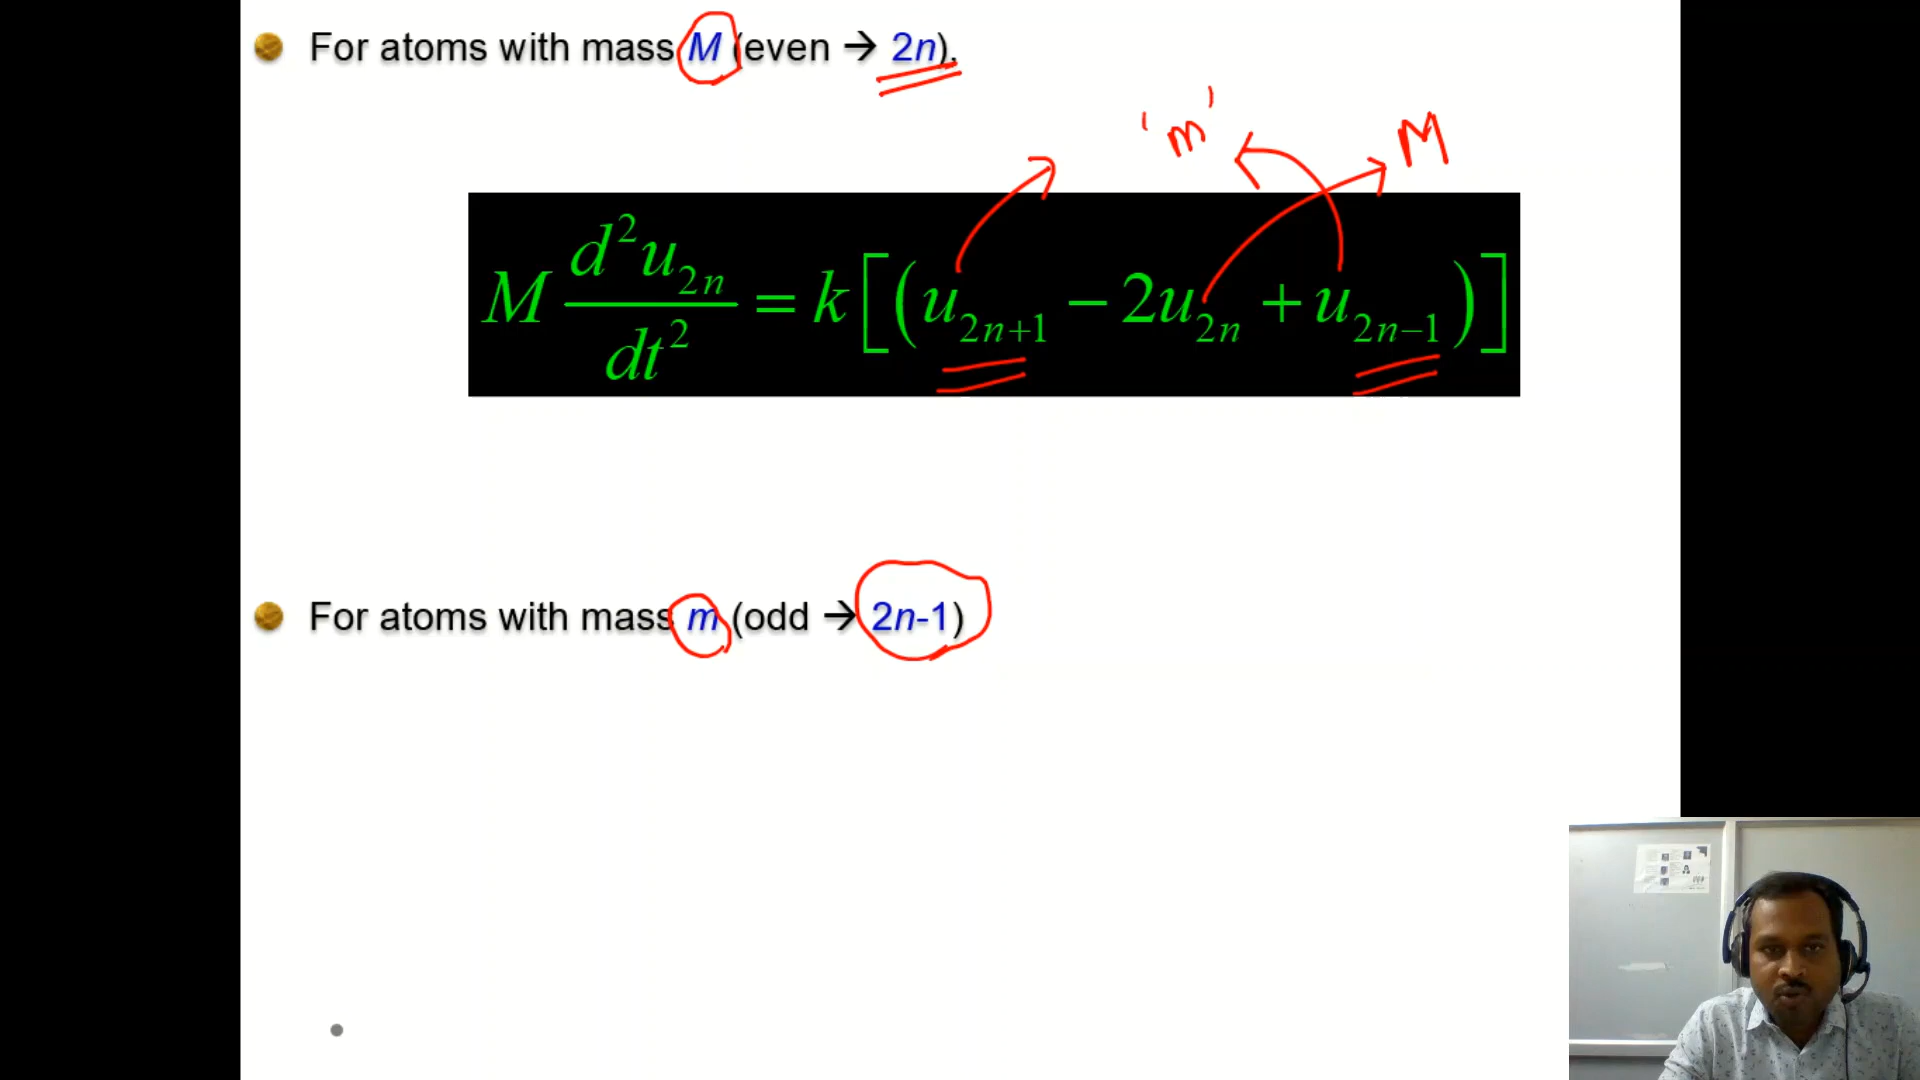 For atoms with mass M (even → 2n).
'm' M
M d²u₂ₙ/dt² = k[(u₂ₙ₊₁ − 2u₂ₙ + u₂ₙ₋₁)]
For atoms with mass m (odd → 2n-1)